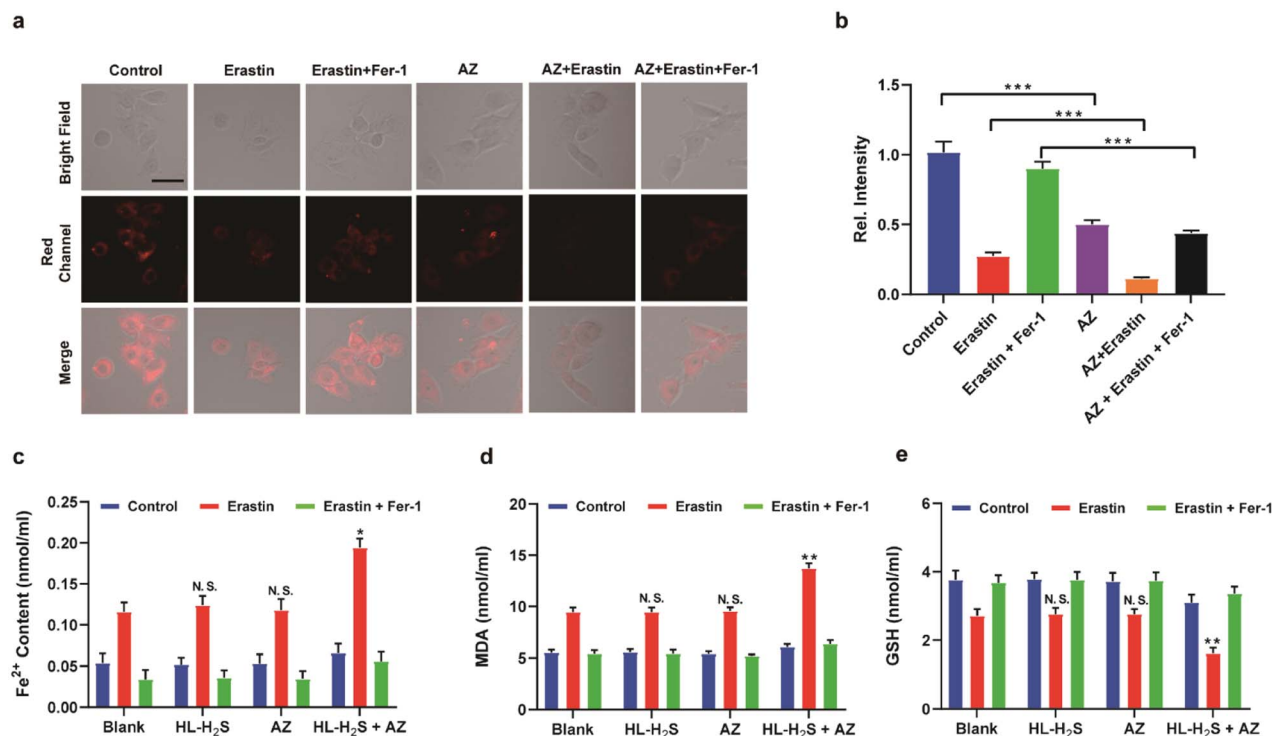 a
Control Erastin Erastin+Fer-1 AZ AZ+Erastin AZ+Erastin+Fer-1
Bright Field
Red
Channel
Merge
b
Rel. Intensity
1.5
1.0
0.5
0.0
***
***
***
Control
Erastin
Erastin + Fer-1
AZ
AZ+Erastin
AZ + Erastin + Fer-1
c
Control Erastin Erastin + Fer-1
Fe²⁺ Content (nmol/ml)
0.25
0.20
0.15
0.10
0.05
0.00
N. S. N. S. *
Blank HL-H₂S AZ HL-H₂S + AZ
d
Control Erastin Erastin + Fer-1
MDA (nmol/ml)
20
15
10
5
0
N. S. N. S. **
Blank HL-H₂S AZ HL-H₂S + AZ
e
Control Erastin Erastin + Fer-1
GSH (nmol/ml)
6
4
2
0
N. S. N. S. **
Blank HL-H₂S AZ HL-H₂S + AZ